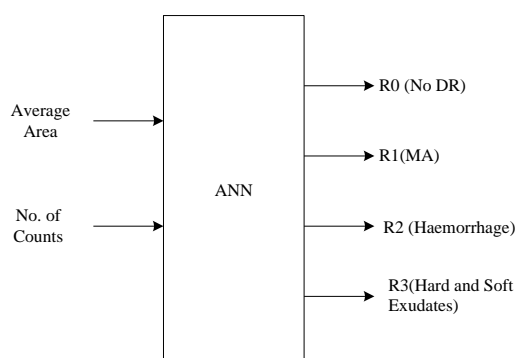 Average
Area
No. of
Counts
ANN
R0 (No DR)
R1(MA)
R2 (Haemorrhage)
R3(Hard and Soft
Exudates)